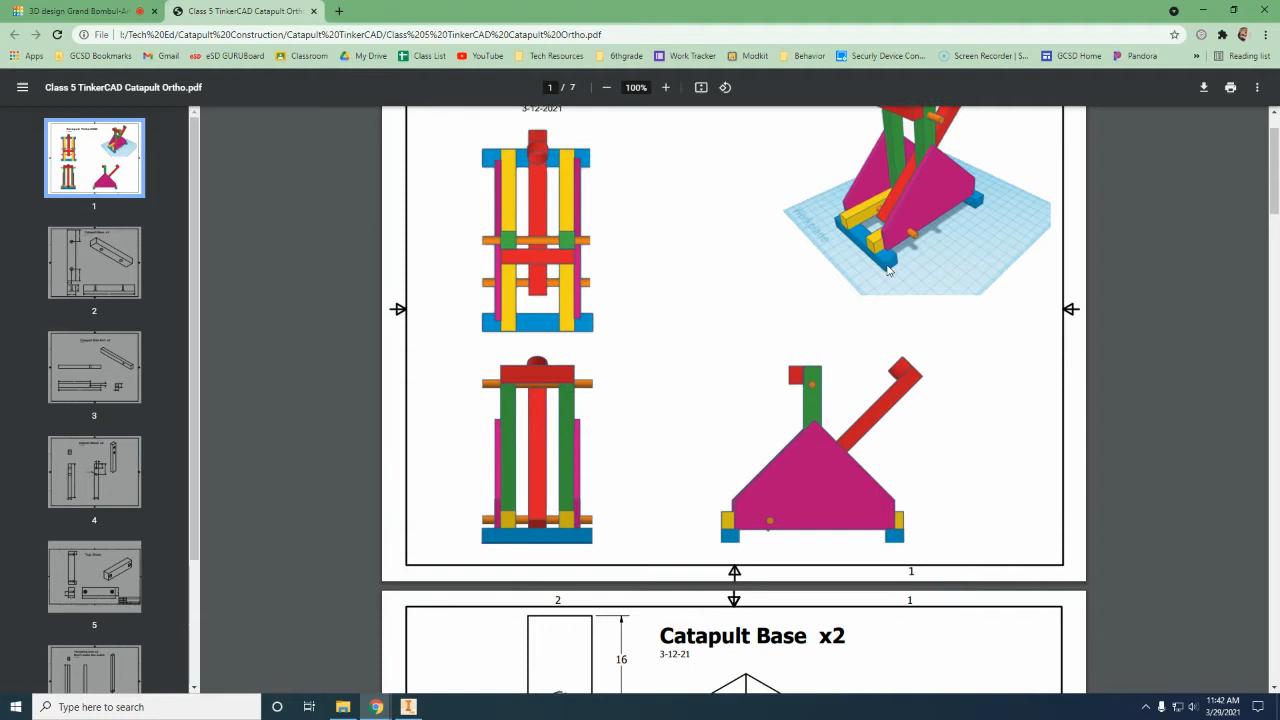 3D design Grand Bombul-Ar
Class 5 TinkerCAD Catapult Orth
File
I:/Tech%20Ed/Catapult%20Construction/Catapult%20TinkerCAD/Class%205%20TinkerCAD%20Catapult%20Ortho.pdf
Apps
GCSD Bookmarks
Gmail
eSD GURUBoard
Classroom
My Drive
Class List
YouTube
Tech Resources
6thgrade
Work Tracker
Modkit
Behavior
Securly Device Con...
Screen Recorder | S...
GCSD Home
Pandora
»
Reading list
Class 5 TinkerCAD Catapult Ortho.pdf
1 / 7
100%
3-12-2021
1
2
3
4
5
1
2
1
Catapult Base x2
3-12-21
16
Type here to search
11:42 AM
3/29/2021